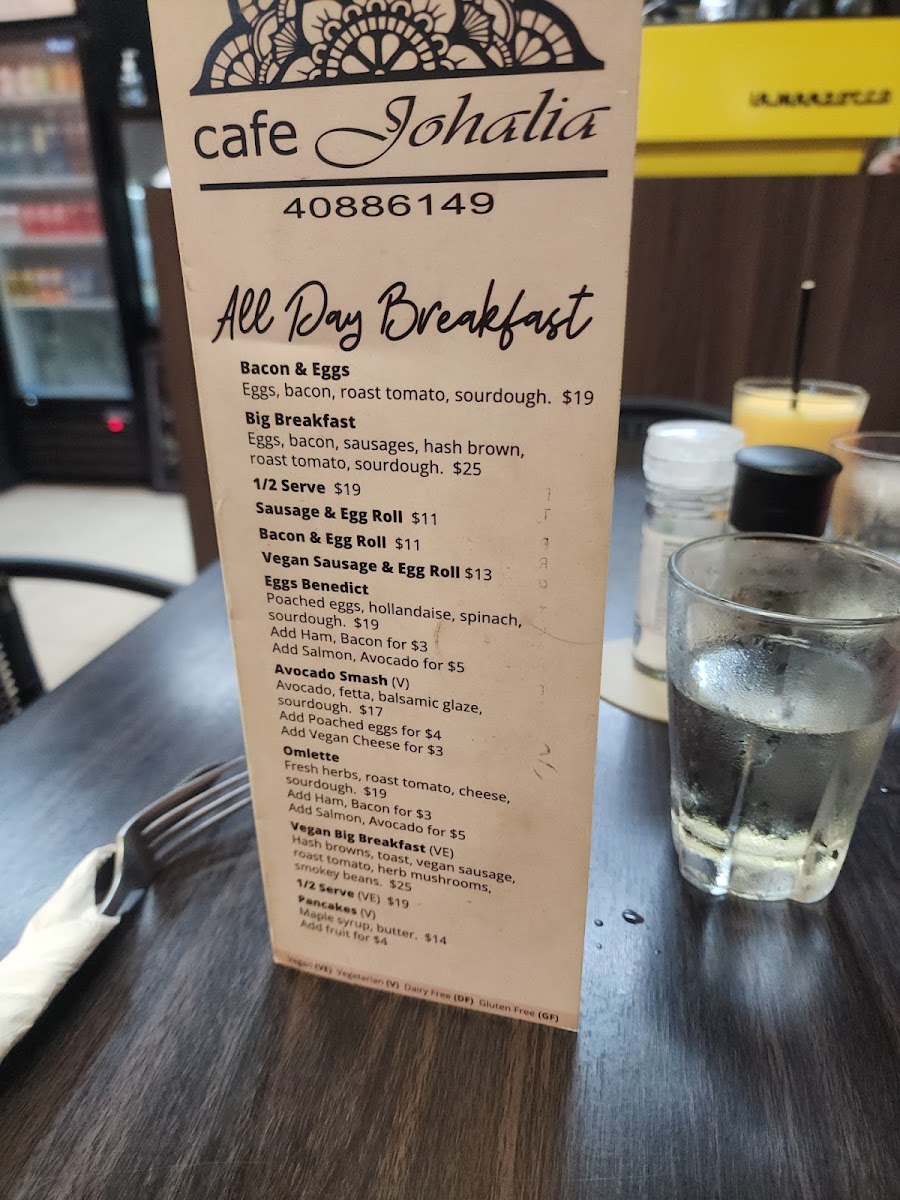 cafe Johalia
40886149
All Day Breakfast
Bacon & Eggs
Eggs, bacon, roast tomato, sourdough. $19
Big Breakfast
Eggs, bacon, sausages, hash brown,
roast tomato, sourdough. $25
1/2 Serve $19
Sausage & Egg Roll $11
Bacon & Egg Roll $11
Vegan Sausage & Egg Roll $13
Eggs Benedict
Poached eggs, hollandaise, spinach,
sourdough. $19
Add Ham, Bacon for $3
Add Salmon, Avocado for $5
Avocado Smash (V)
Avocado, fetta, balsamic glaze,
sourdough. $17
Add Poached eggs for $4
Add Vegan Cheese for $3
Omlette
Fresh herbs, roast tomato, cheese,
sourdough. $19
Add Ham, Bacon for $3
Add Salmon, Avocado for $5
Vegan Big Breakfast (VE)
Hash browns, toast, vegan sausage,
roast tomato, herb mushrooms,
smokey beans. $25
1/2 Serve (VE) $19
Pancakes (V)
Maple syrup, butter. $14
Add fruit for $4
Vegan (VE) Vegetarian (V) Dairy Free (DF) Gluten Free (GF)